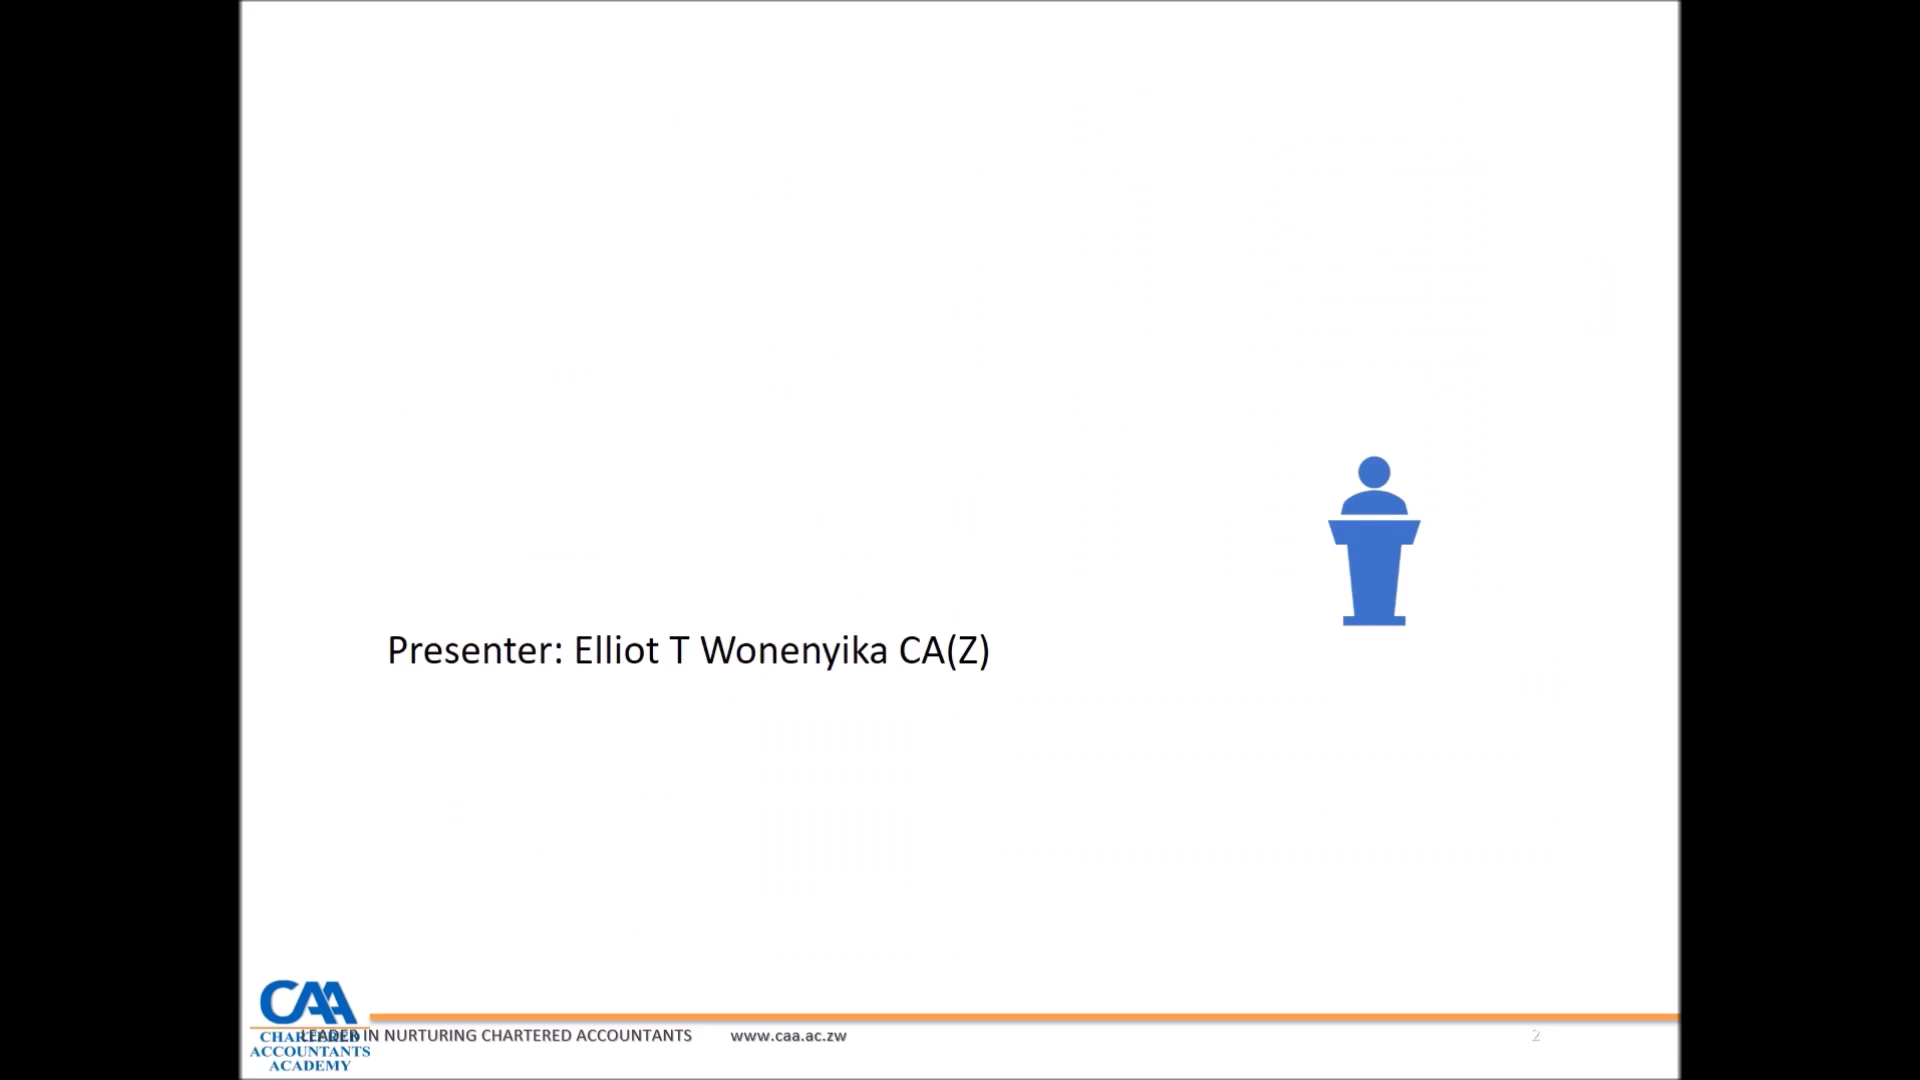 Presenter: Elliot T Wonenyika CA(Z)
CAA
CHARTERED
ACCOUNTANTS
ACADEMY
LEADER IN NURTURING CHARTERED ACCOUNTANTS www.caa.ac.zw 2